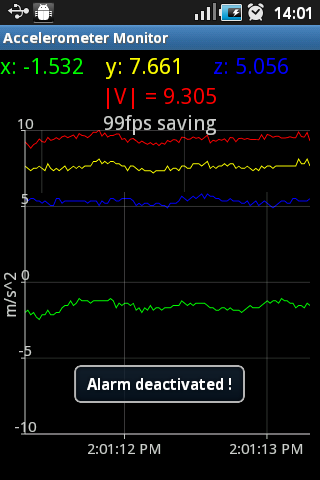 14:01
Accelerometer Monitor
x: -1.532 y: 7.661 z: 5.056
|V| = 9.305
99fps saving
10
5
0
m/s^2
-5
Alarm deactivated !
-10
2:01:12 PM 2:01:13 PM